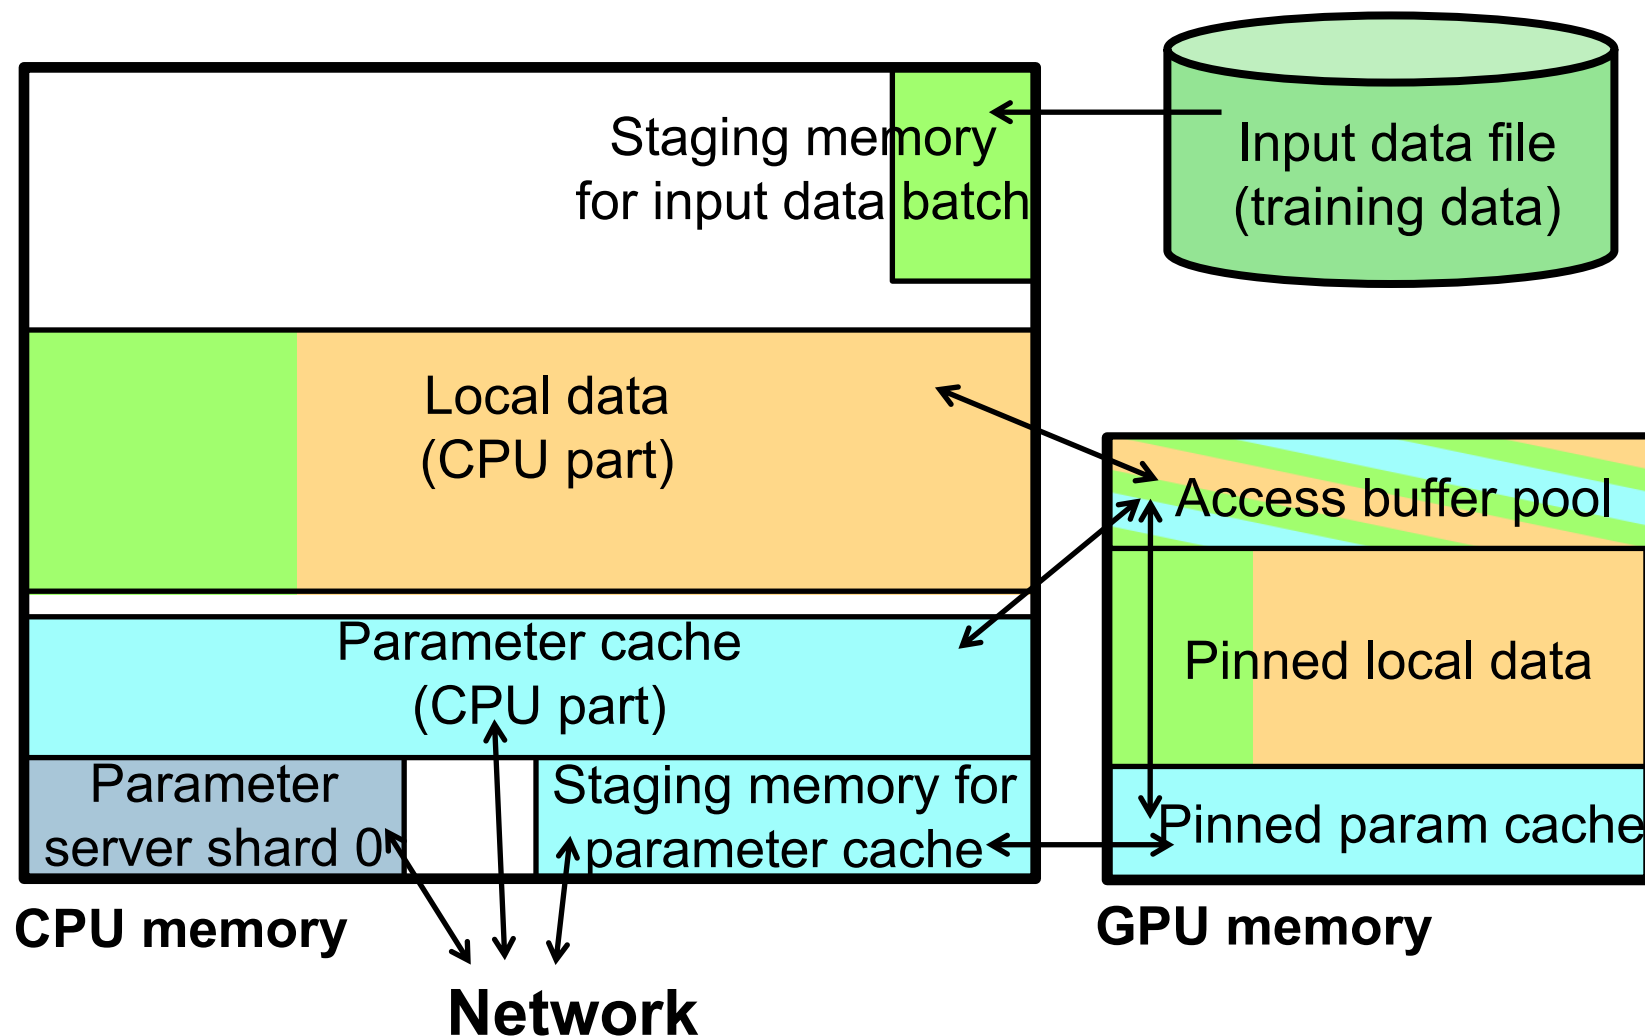 Staging memory
for input data batch
Input data file
(training data)
Local data
(CPU part)
Access buffer pool
Pinned local data
Parameter cache
(CPU part)
Parameter
server shard 0
Staging memory for
parameter cache
Pinned param cache
CPU memory
GPU memory
Network